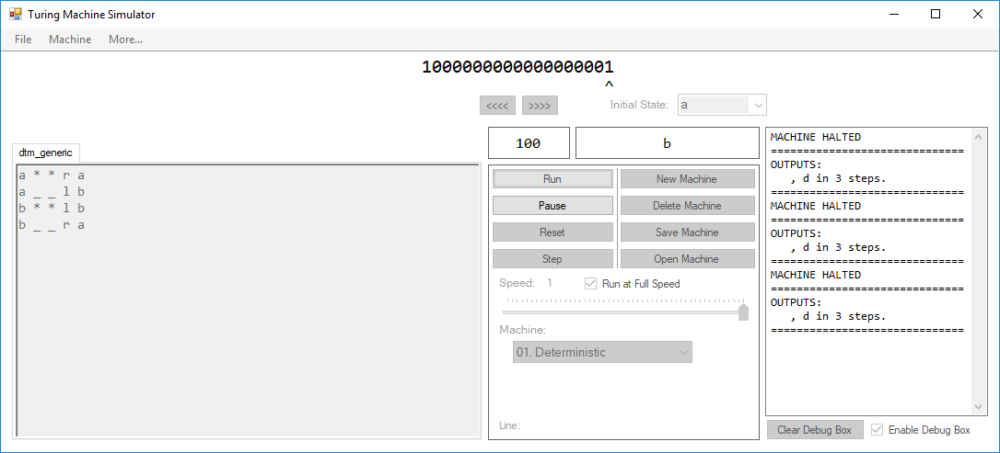 Turing Machine Simulator
File Machine More...
1000000000000000001
^
<<<< >>>> Initial State: a
dtm_generic
a * * r a
a _ _ l b
b * * l b
b _ _ r a
100 b
Run New Machine
Pause Delete Machine
Reset Save Machine
Step Open Machine
Speed: 1 Run at Full Speed
Machine:
01. Deterministic
Line:
MACHINE HALTED
==============================
OUTPUTS:
, d in 3 steps.
==============================
MACHINE HALTED
==============================
OUTPUTS:
, d in 3 steps.
==============================
MACHINE HALTED
==============================
OUTPUTS:
, d in 3 steps.
==============================
Clear Debug Box Enable Debug Box